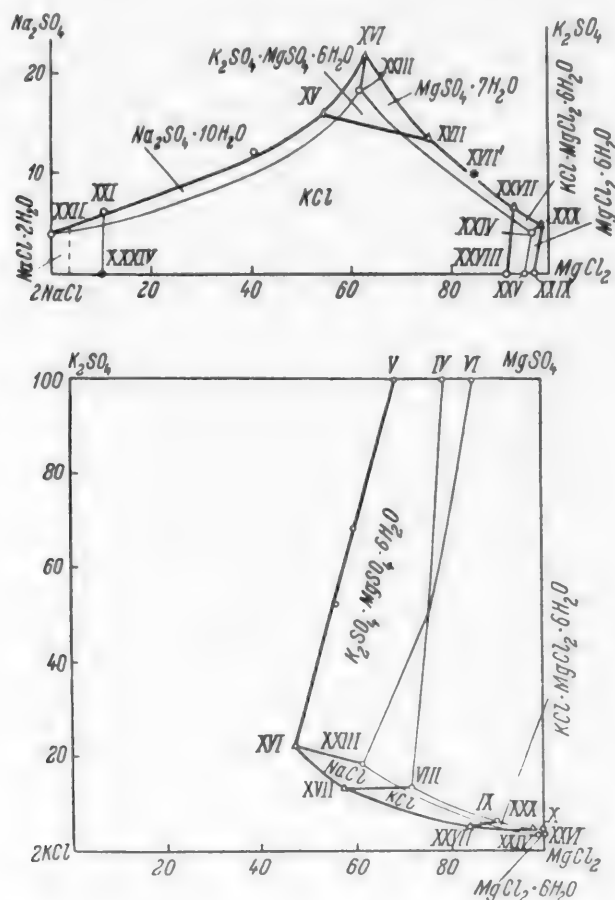 Na₂SO₄
K₂SO₄
XVI
K₂SO₄·MgSO₄·6H₂O
XXIII
20
XV
MgSO₄·7H₂O
Na₂SO₄·10H₂O
XVII
XVII'
10
KCl
XXII
XXI
XXVII
KCl·MgCl₂·6H₂O
MgCl₂·6H₂O
XXX
XXIV
NaCl·2H₂O
XXXIV
XXVIII
MgCl₂
2NaCl
20
40
60
80
XXV
XXIX
K₂SO₄
V
IV
VI
MgSO₄
100
80
K₂SO₄·MgSO₄·6H₂O
60
40
KCl·MgCl₂·6H₂O
XVI
XXIII
20
NaCl
VIII
XVII
KCl
IX
XXX
X
XXVII
XXIV
XXVI
2KCl
20
40
60
80
MgCl₂
MgCl₂·6H₂O